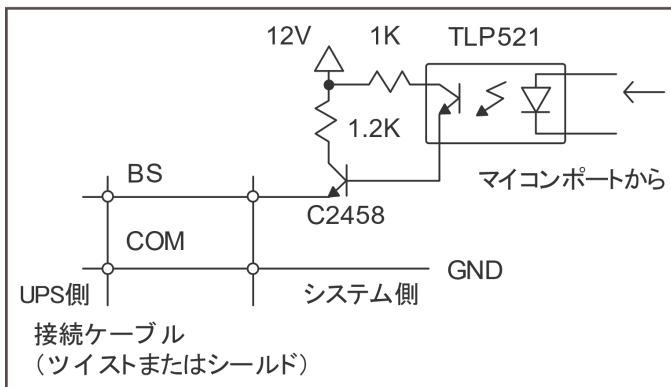 12V
1K
TLP521
1.2K
BS
マイコンポートから
C2458
COM
GND
UPS側
システム側
接続ケーブル
（ツイストまたはシールド）